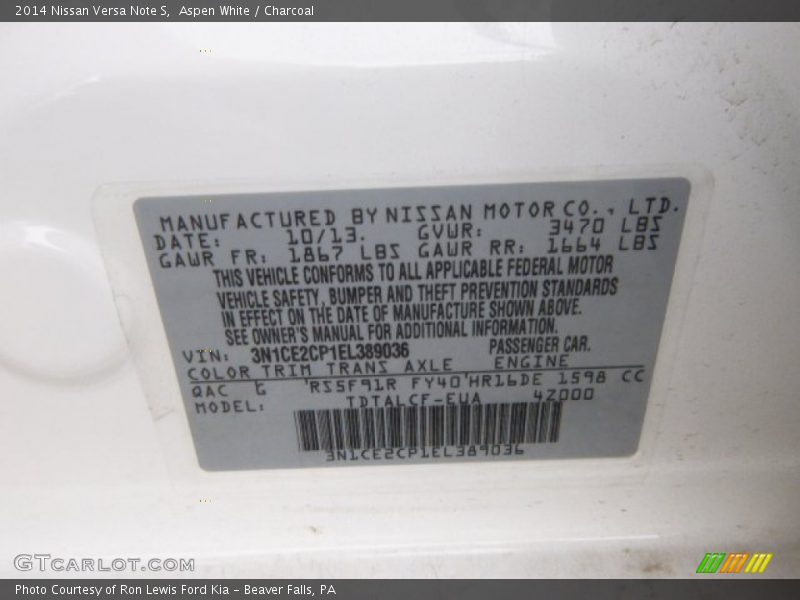 2014 Nissan Versa Note S,  Aspen White / Charcoal
MANUFACTURED BY NISSAN MOTOR CO., LTD.
DATE: 10/13. GVWR: 3470 LBS
GAWR FR: 1867 LBS GAWR RR: 1664 LBS
THIS VEHICLE CONFORMS TO ALL APPLICABLE FEDERAL MOTOR
VEHICLE SAFETY, BUMPER AND THEFT PREVENTION STANDARDS
IN EFFECT ON THE DATE OF MANUFACTURE SHOWN ABOVE.
SEE OWNER'S MANUAL FOR ADDITIONAL INFORMATION.
VIN: 3N1CE2CP1EL389036 PASSENGER CAR.
COLOR TRIM TRANS AXLE ENGINE
QAC G 'RS5F91R FY40'HR16DE 1598 CC
MODEL: TDTALCF-EUA 4Z000
3N1CE2CP1EL389036
GTCARLOT.COM
Photo Courtesy of Ron Lewis Ford Kia – Beaver Falls, PA